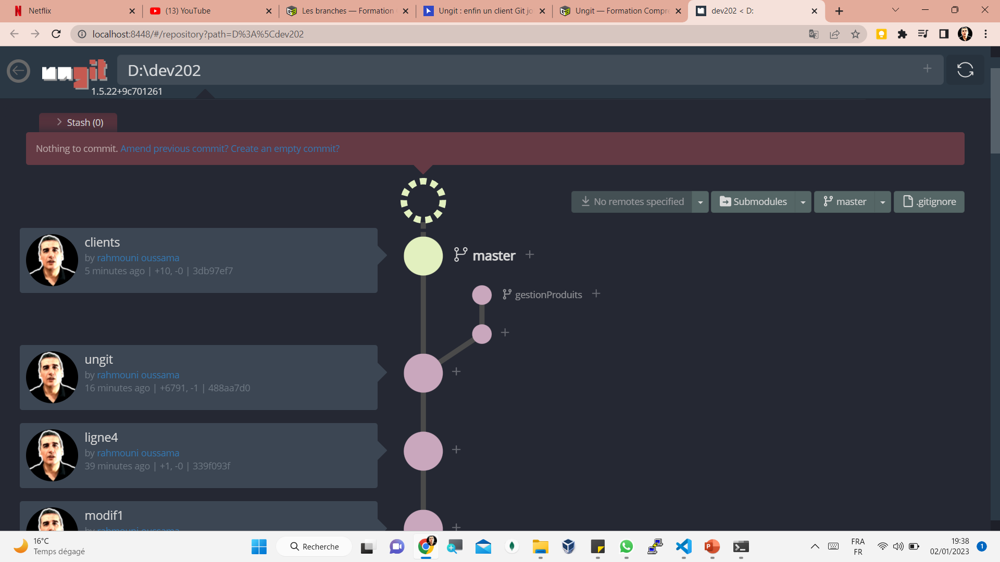 Netflix
(13) YouTube
Les branches — Formation
Ungit : enfin un client Git jo
Ungit — Formation Compre
dev202 < D:
localhost:8448/#/repository?path=D%3A%5Cdev202
ungit
D:\dev202
1.5.22+9c701261
Stash (0)
Nothing to commit. Amend previous commit? Create an empty commit?
No remotes specified
Submodules
master
.gitignore
clients
by rahmouni oussama
5 minutes ago | +10, -0 | 3db97ef7
master
gestionProduits
ungit
by rahmouni oussama
16 minutes ago | +6791, -1 | 488aa7d0
ligne4
by rahmouni oussama
39 minutes ago | +1, -0 | 339f093f
modif1
by rahmouni oussama
16°C
Temps dégagé
Recherche
FRA
FR
19:38
02/01/2023
1